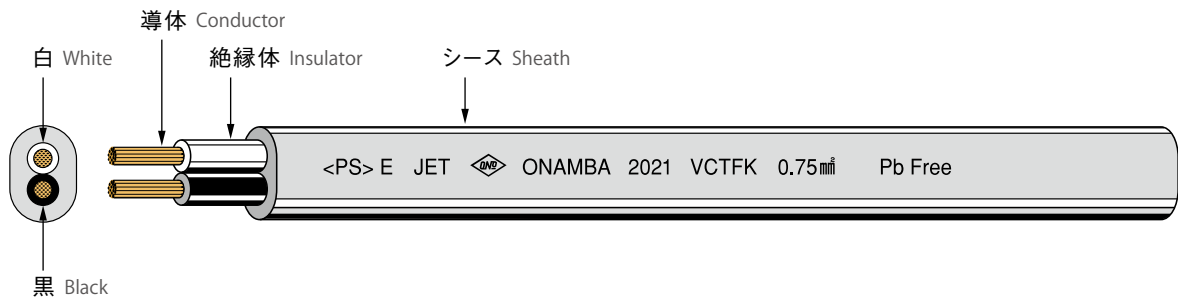 導体 Conductor
白 White
絶縁体 Insulator
シース Sheath
<PS> E JET OND ONAMBA 2021 VCTFK 0.75㎟ Pb Free
黒 Black